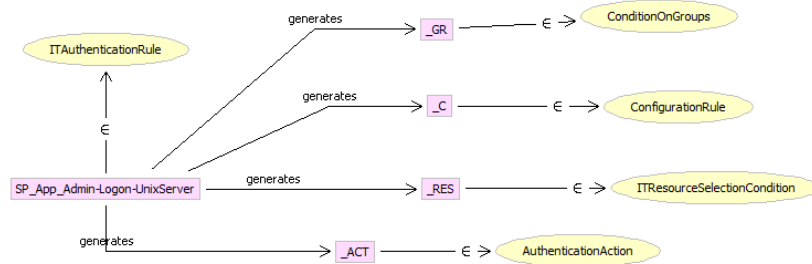 generates
_GR
∈
ConditionOnGroups
ITAuthenticationRule
∈
generates
_C
∈
ConfigurationRule
SP_App_Admin-Logon-UnixServer
generates
_RES
∈
ITResourceSelectionCondition
generates
_ACT
∈
AuthenticationAction